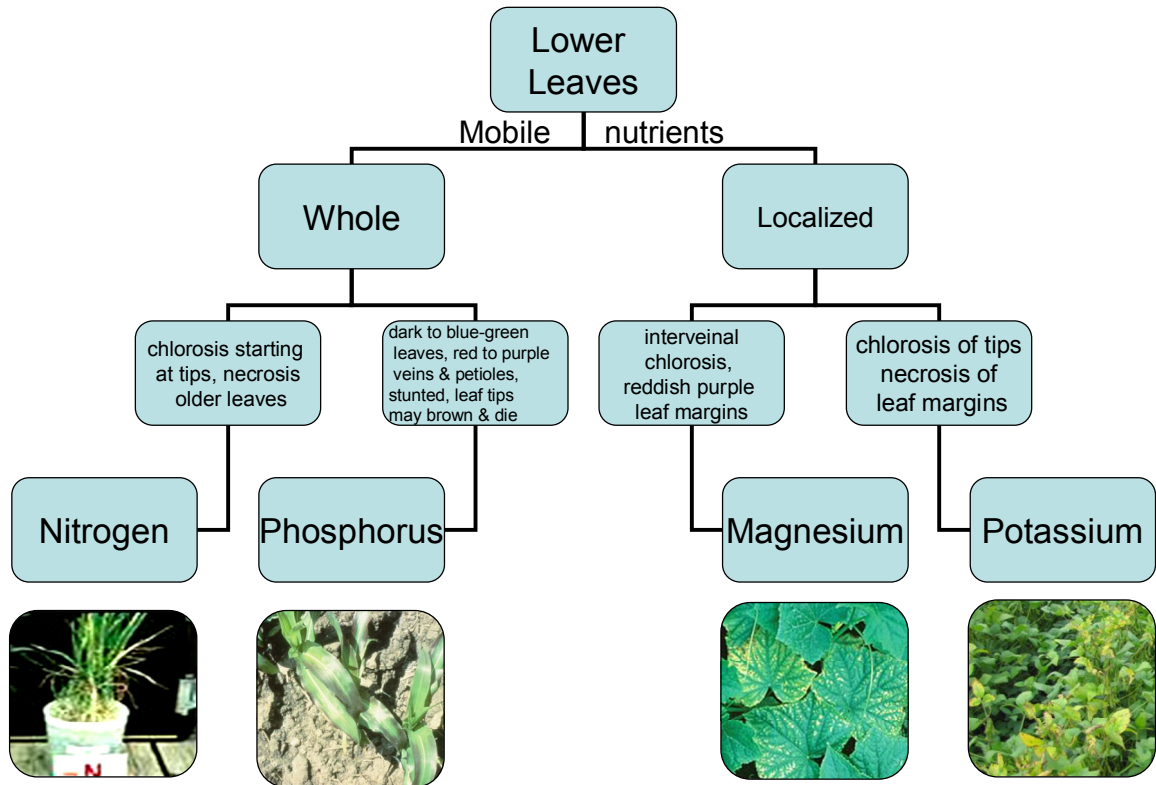 Lower
Leaves
Mobile nutrients
Whole
Localized
chlorosis starting
at tips, necrosis
older leaves
dark to blue-green
leaves, red to purple
veins & petioles,
stunted, leaf tips
may brown & die
interveinal
chlorosis,
reddish purple
leaf margins
chlorosis of tips
necrosis of
leaf margins
Nitrogen
Phosphorus
Magnesium
Potassium
N